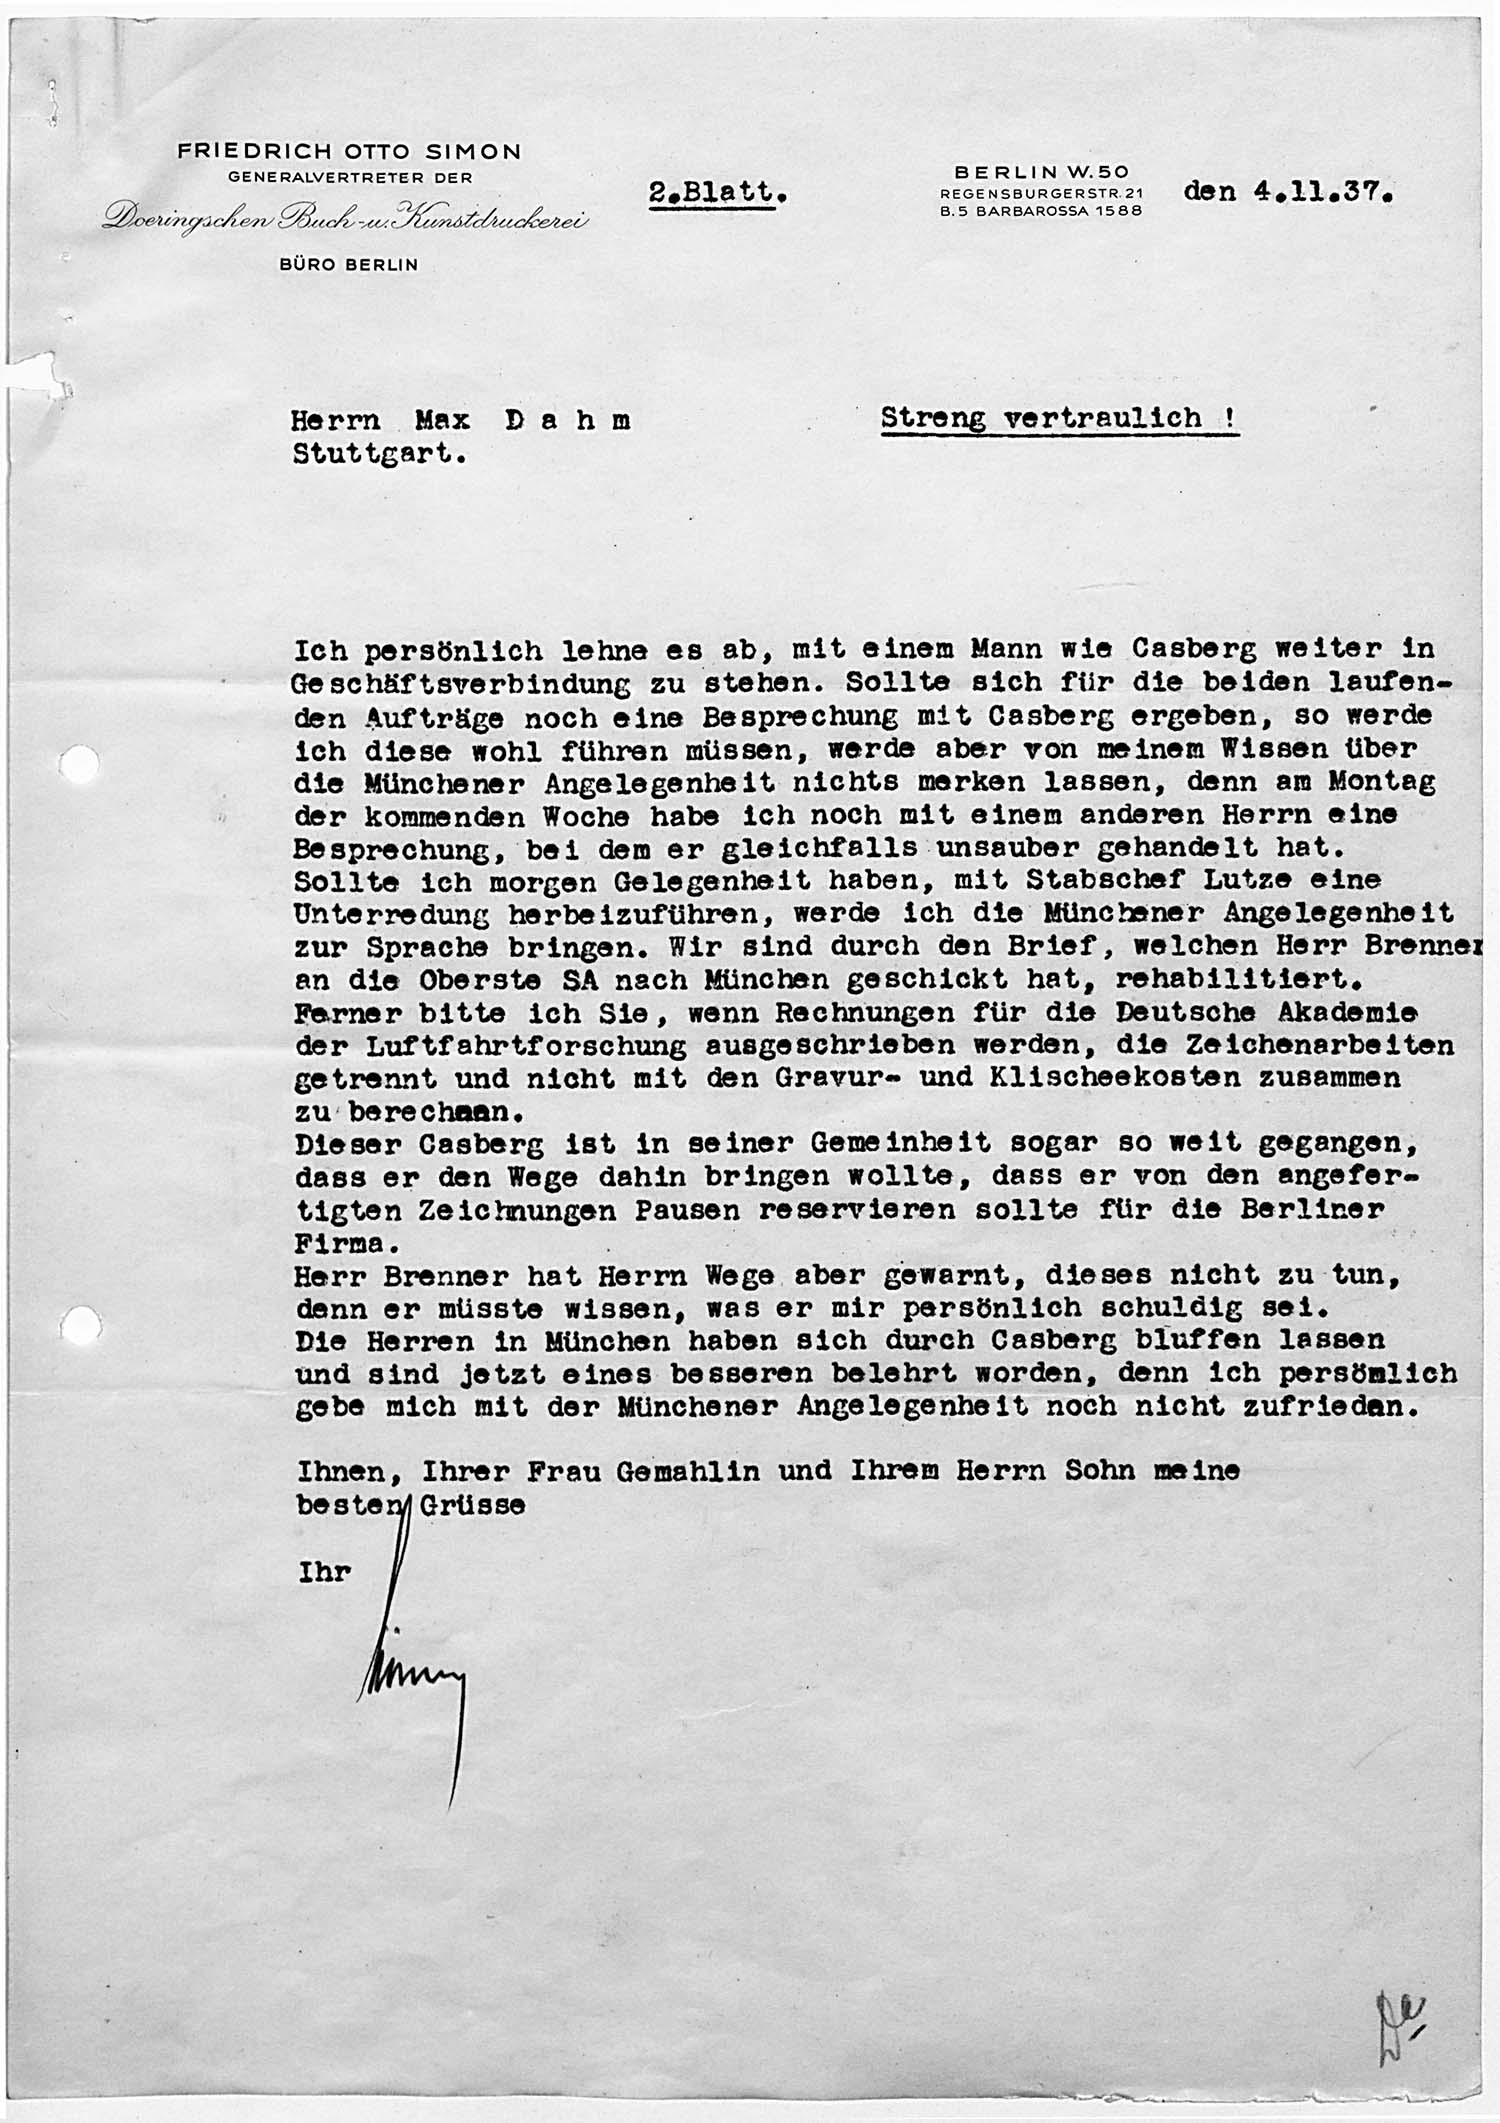 FRIEDRICH OTTO SIMON
GENERALVERTRETER DER
Doeringschen Buch-u. Kunstdruckerei
BÜRO BERLIN
2.Blatt.
BERLIN W.50
REGENSBURGERSTR.21
B.5 BARBAROSSA 1588
den 4.11.37.
Herrn Max D a h m
Stuttgart.
Streng vertraulich !
Ich persönlich lehne es ab, mit einem Mann wie Casberg weiter in
Geschäftsverbindung zu stehen. Sollte sich für die beiden laufen-
den Aufträge noch eine Besprechung mit Casberg ergeben, so werde
ich diese wohl führen müssen, werde aber von meinem Wissen über
die Münchener Angelegenheit nichts merken lassen, denn am Montag
der kommenden Woche habe ich noch mit einem anderen Herrn eine
Besprechung, bei dem er gleichfalls unsauber gehandelt hat.
Sollte ich morgen Gelegenheit haben, mit Stabschef Lutze eine
Unterredung herbeizuführen, werde ich die Münchener Angelegenheit
zur Sprache bringen. Wir sind durch den Brief, welchen Herr Brenner
an die Oberste SA nach München geschickt hat, rehabilitiert.
Ferner bitte ich Sie, wenn Rechnungen für die Deutsche Akademie
der Luftfahrtforschung ausgeschrieben werden, die Zeichenarbeiten
getrennt und nicht mit den Gravur- und Klischeekosten zusammen
zu berechnen.
Dieser Casberg ist in seiner Gemeinheit sogar so weit gegangen,
dass er den Wege dahin bringen wollte, dass er von den angefer-
tigten Zeichnungen Pausen reservieren sollte für die Berliner
Firma.
Herr Brenner hat Herrn Wege aber gewarnt, dieses nicht zu tun,
denn er müsste wissen, was er mir persönlich schuldig sei.
Die Herren in München haben sich durch Casberg bluffen lassen
und sind jetzt eines besseren belehrt worden, denn ich persönlich
gebe mich mit der Münchener Angelegenheit noch nicht zufrieden.
Ihnen, Ihrer Frau Gemahlin und Ihrem Herrn Sohn meine
besten Grüsse
Ihr
Simon
Da